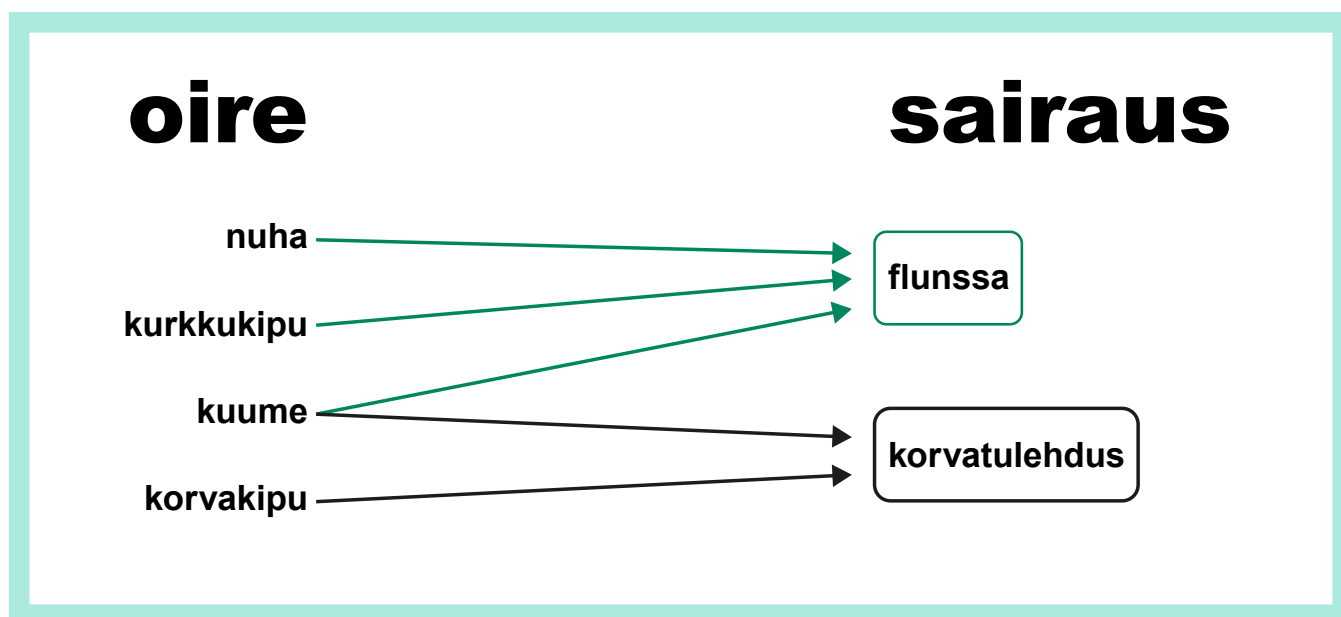 oire
sairaus
nuha
kurkkukipu
kuume
korvakipu
flunssa
korvatulehdus